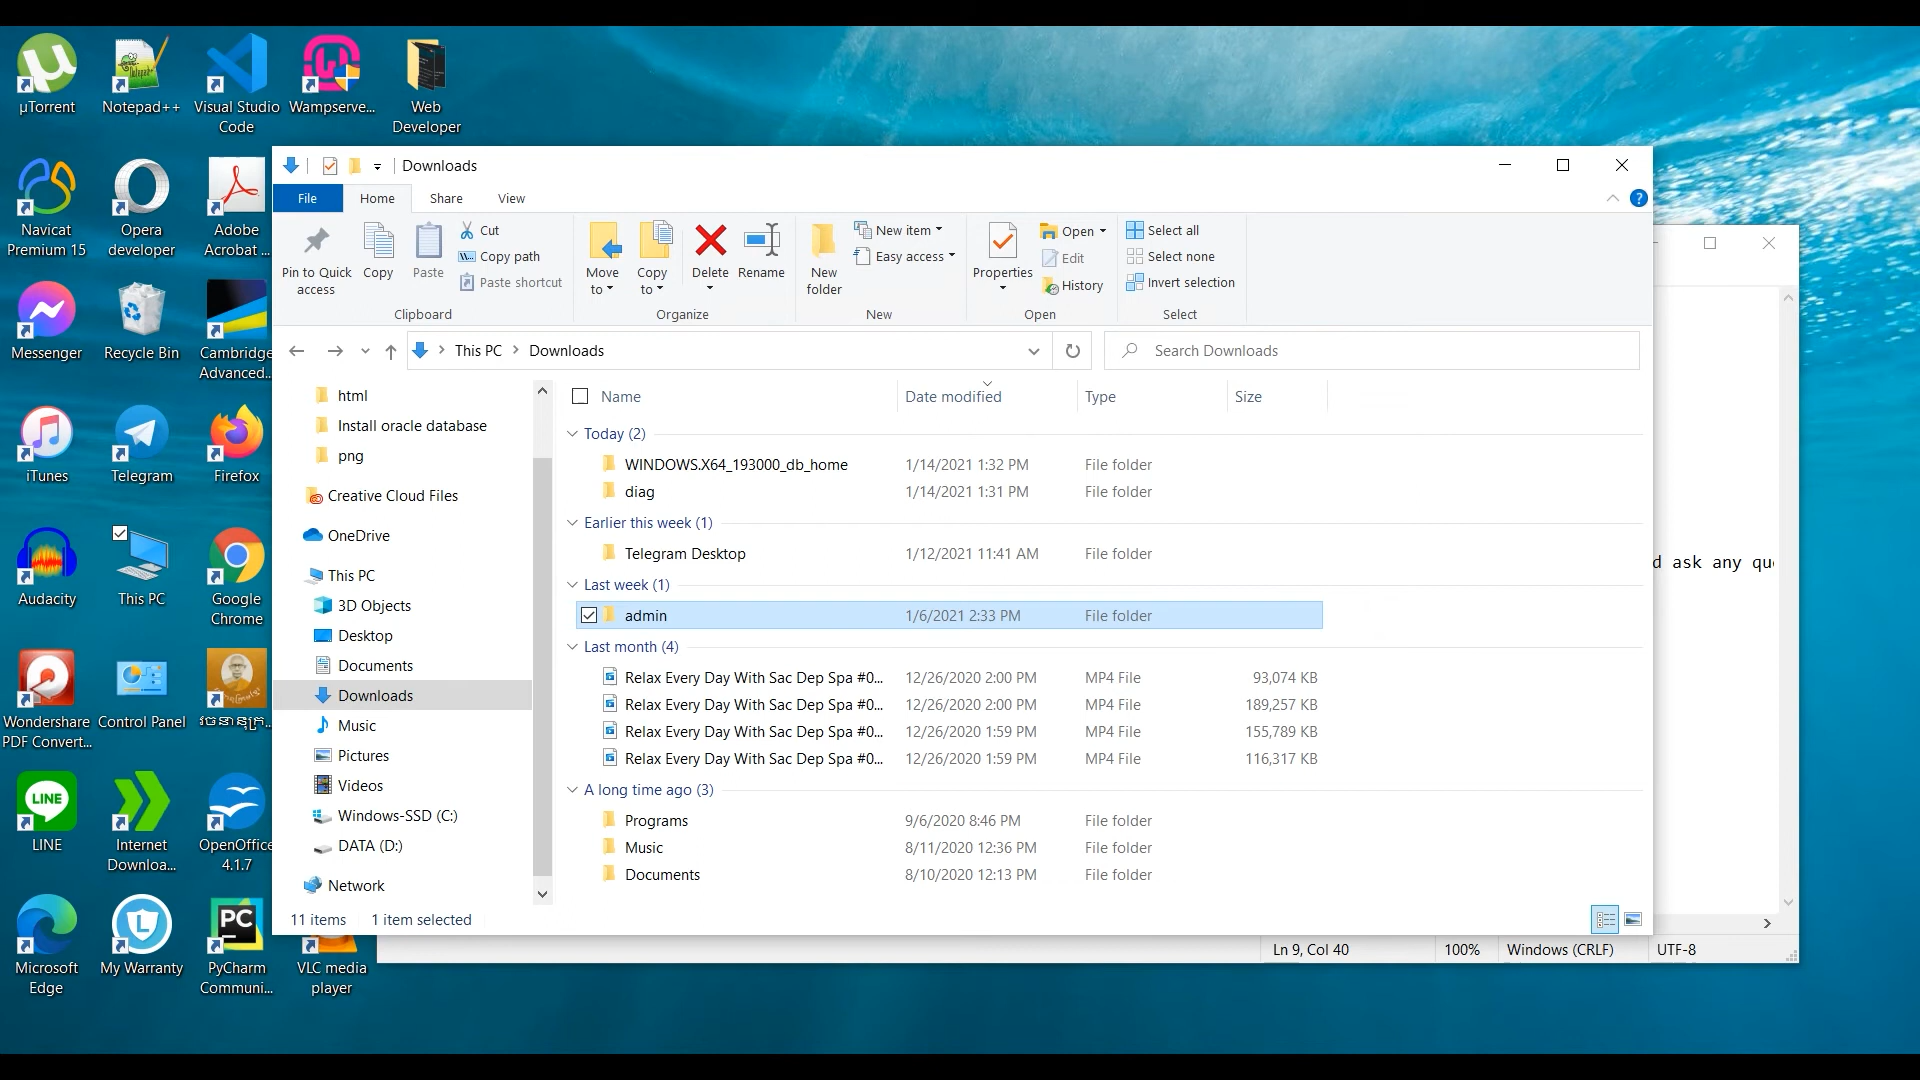 µTorrent
Notepad++
Visual Studio
Code
Wampserve...
Web
Developer
Navicat
Premium 15
Opera
developer
Adobe
Acrobat ...
Messenger
Recycle Bin
Cambridge
Advanced...
iTunes
Telegram
Firefox
Audacity
This PC
Google
Chrome
Wondershare
PDF Convert...
Control Panel
LINE
LINE
Internet
Downloa...
OpenOffice
4.1.7
Microsoft
Edge
My Warranty
PC
PyCharm
Communi...
VLC media
player
Downloads
File
Home
Share
View
Pin to Quick
access
Copy
Paste
Cut
Copy path
Paste shortcut
Clipboard
Move
to
Copy
to
Delete
Rename
Organize
New
folder
New item
Easy access
New
Properties
Open
Edit
History
Open
Select all
Select none
Invert selection
Select
This PC
Downloads
Search Downloads
html
Install oracle database
png
Creative Cloud Files
OneDrive
This PC
3D Objects
Desktop
Documents
Downloads
Music
Pictures
Videos
Windows-SSD (C:)
DATA (D:)
Network
Name Date modified Type Size
Today (2)
WINDOWS.X64_193000_db_home 1/14/2021 1:32 PM File folder
diag 1/14/2021 1:31 PM File folder
Earlier this week (1)
Telegram Desktop 1/12/2021 11:41 AM File folder
Last week (1)
admin 1/6/2021 2:33 PM File folder
Last month (4)
Relax Every Day With Sac Dep Spa #0... 12/26/2020 2:00 PM MP4 File 93,074 KB
Relax Every Day With Sac Dep Spa #0... 12/26/2020 2:00 PM MP4 File 189,257 KB
Relax Every Day With Sac Dep Spa #0... 12/26/2020 1:59 PM MP4 File 155,789 KB
Relax Every Day With Sac Dep Spa #0... 12/26/2020 1:59 PM MP4 File 116,317 KB
A long time ago (3)
Programs 9/6/2020 8:46 PM File folder
Music 8/11/2020 12:36 PM File folder
Documents 8/10/2020 12:13 PM File folder
11 items 1 item selected
d ask any qu
Ln 9, Col 40
100%
Windows (CRLF)
UTF-8